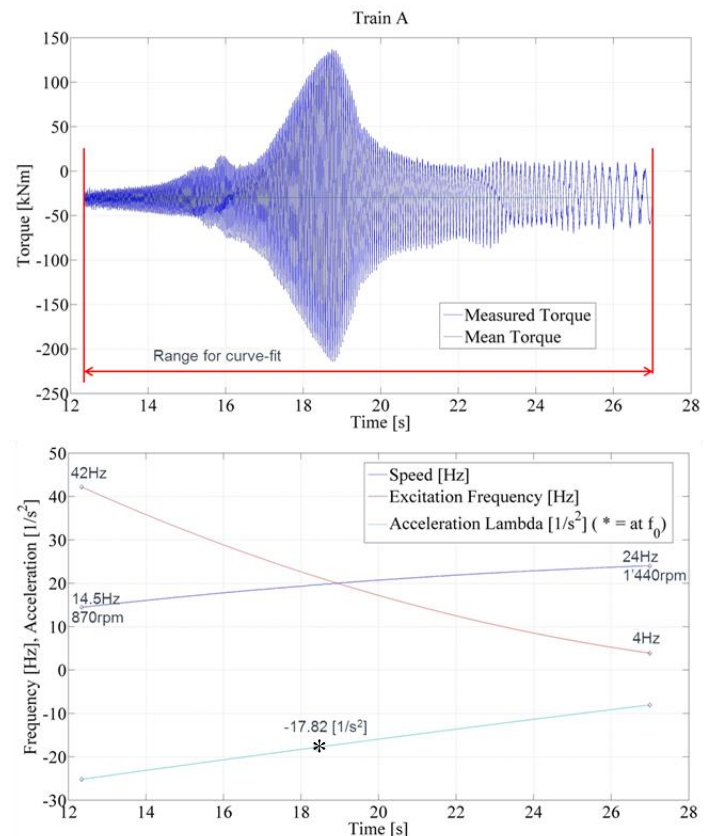 Train A
150
100
50
0
-50
-100
-150
-200
-250
Torque [kNm]
Measured Torque
Mean Torque
Range for curve-fit
12 14 16 18 20 22 24 26 28
Time [s]
50
40
30
20
10
0
-10
-20
-30
Frequency [Hz], Acceleration [1/s²]
42Hz
Speed [Hz]
Excitation Frequency [Hz]
Acceleration Lambda [1/s²] ( * = at f₀)
14.5Hz
870rpm
24Hz
1'440rpm
4Hz
-17.82 [1/s²]
*
12 14 16 18 20 22 24 26 28
Time [s]